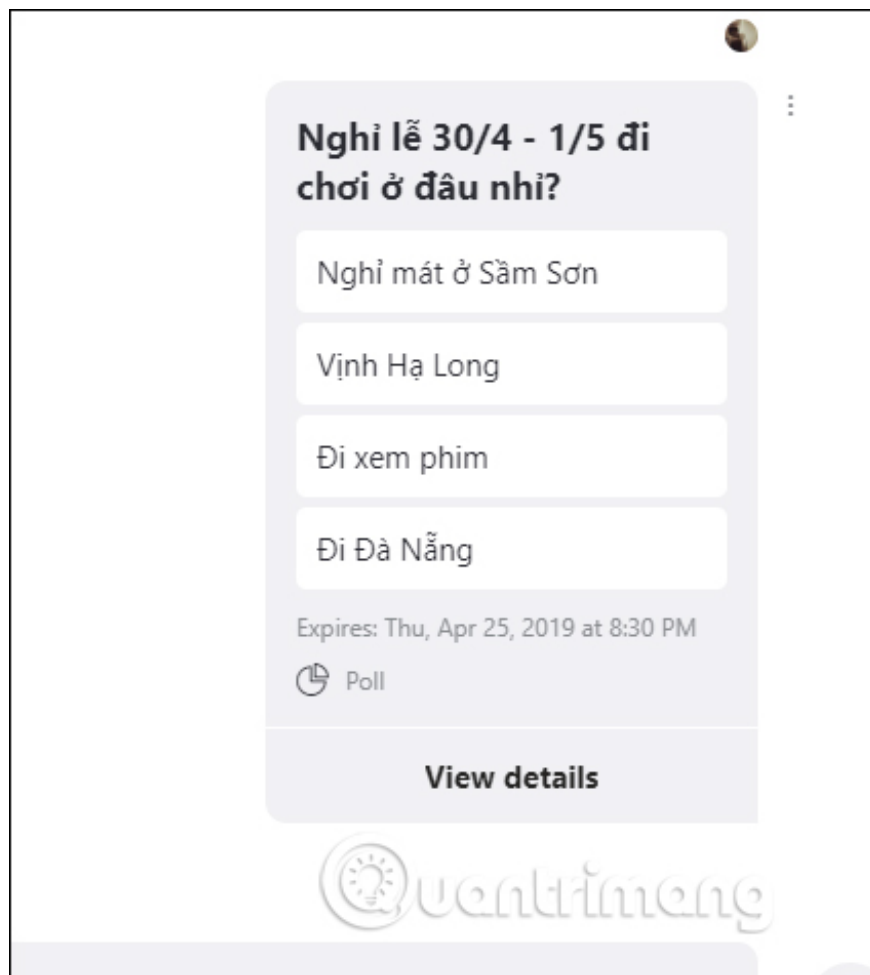 Nghỉ lễ 30/4 - 1/5 đi
chơi ở đâu nhỉ?
Nghỉ mát ở Sầm Sơn
Vịnh Hạ Long
Đi xem phim
Đi Đà Nẵng
Expires: Thu, Apr 25, 2019 at 8:30 PM
Poll
View details
Quantrimang